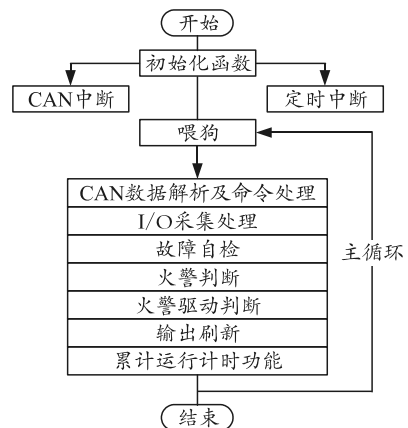 开始
初始化函数
CAN中断
定时中断
喂狗
CAN数据解析及命令处理
I/O采集处理
故障自检
火警判断
火警驱动判断
输出刷新
累计运行计时功能
主循环
结束